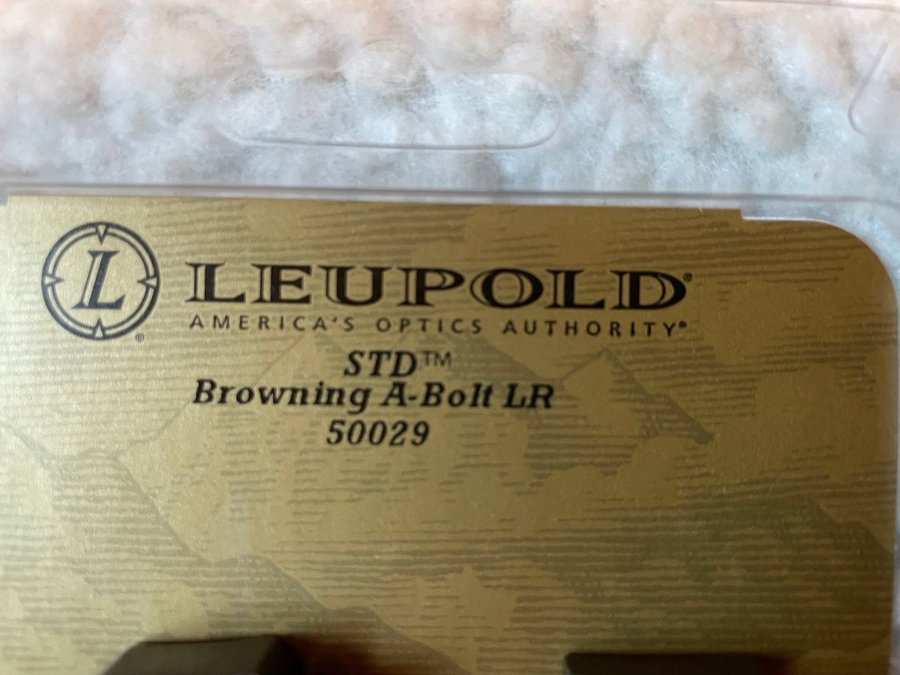 L
LEUPOLD®
AMERICA'S OPTICS AUTHORITY®
STD™
Browning A-Bolt LR
50029